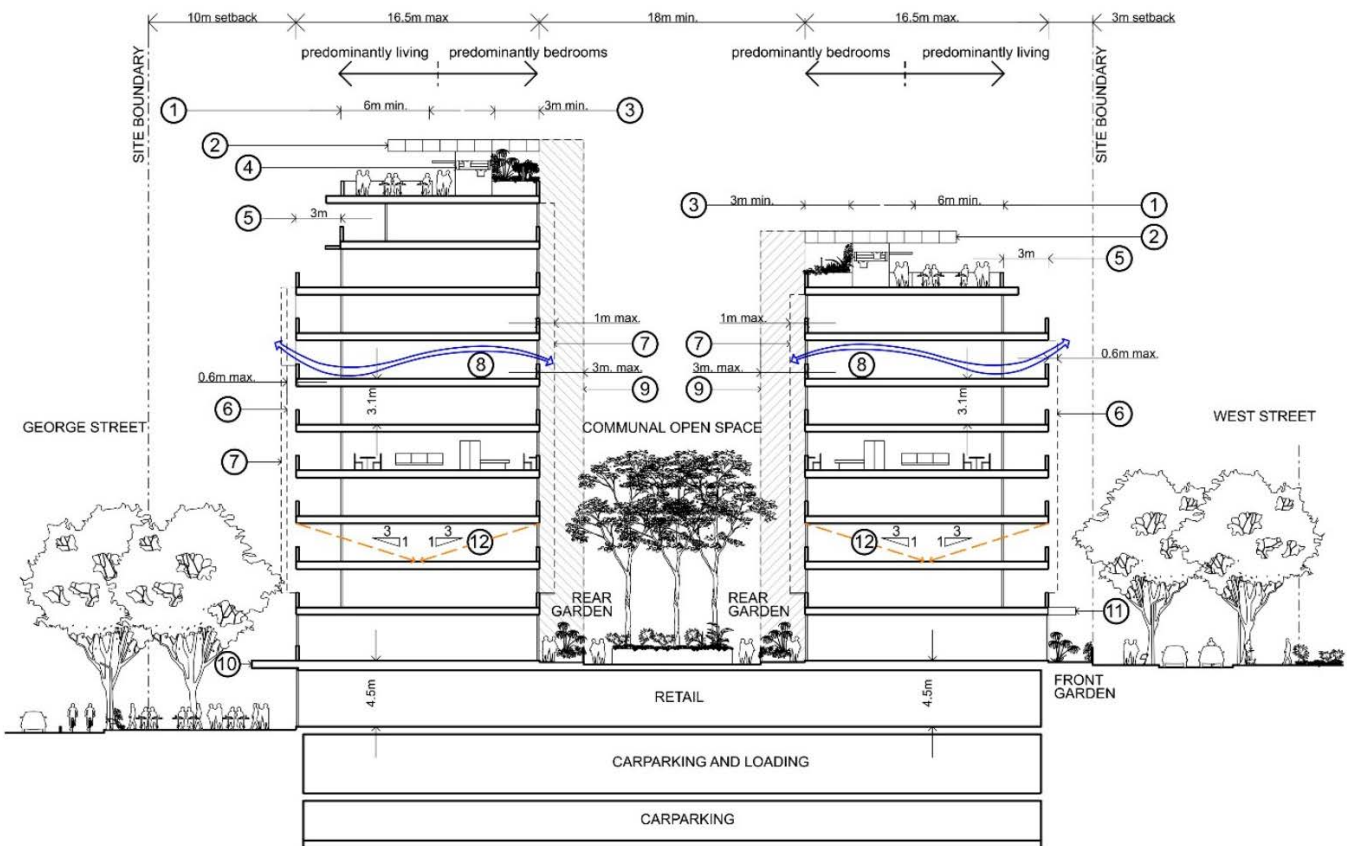 10m setback
16.5m max
18m min.
16.5m max.
3m setback
predominantly living
predominantly bedrooms
predominantly bedrooms
predominantly living
SITE BOUNDARY
SITE BOUNDARY
1
6m min.
3m min.
3
2
4
5
3m
3
3m min.
6m min.
1
2
3m
5
1m max.
1m max.
7
7
8
8
0.6m max.
0.6m max.
3m. max.
3m. max.
9
9
3.1m
3.1m
6
6
GEORGE STREET
COMMUNAL OPEN SPACE
WEST STREET
7
3
1
3
1
12
12
3
1
3
1
REAR
GARDEN
REAR
GARDEN
11
10
4.5m
RETAIL
4.5m
FRONT
GARDEN
CARPARKING AND LOADING
CARPARKING